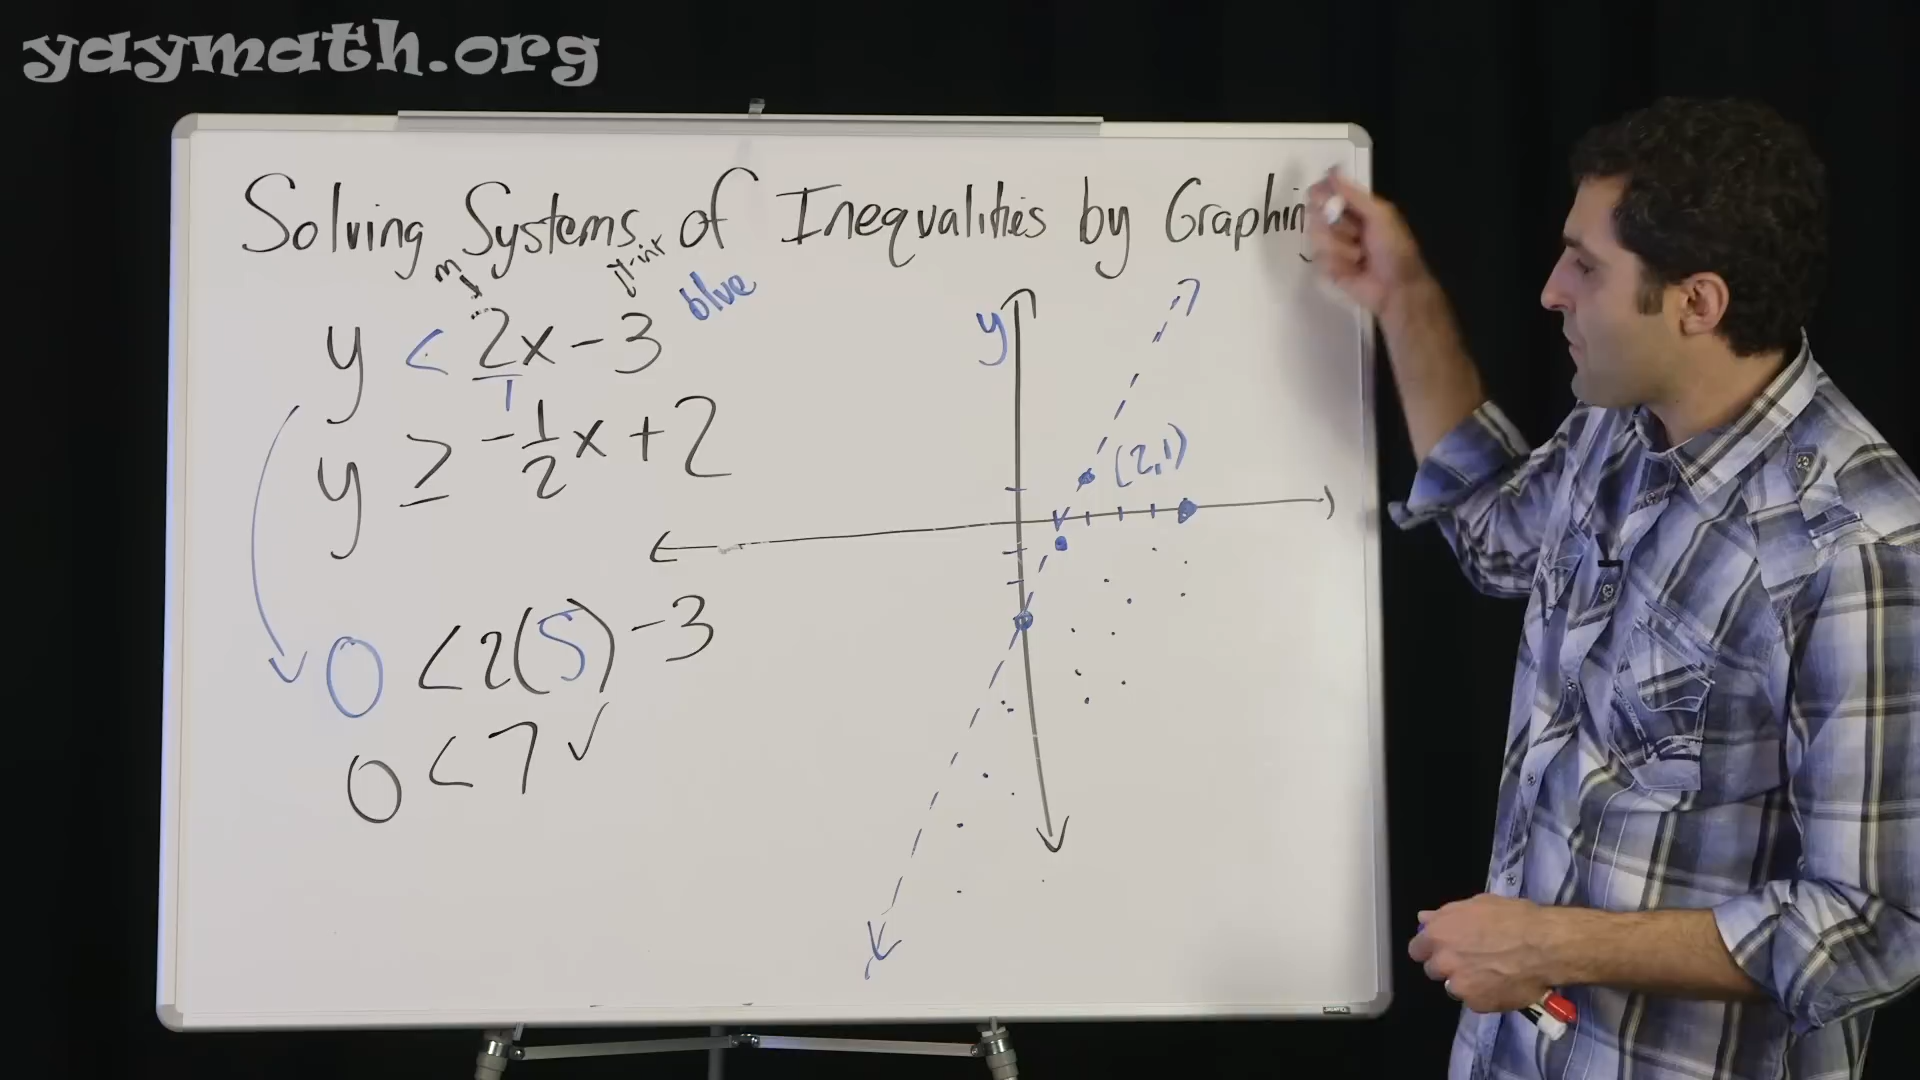 yaymath.org
Solving Systems of Inequalities by Graphing
m y-int blue
y < 2x - 3
1
y ≥ -1/2 x + 2
0 < 2(5) - 3
0 < 7 ✓
y
(2,1)